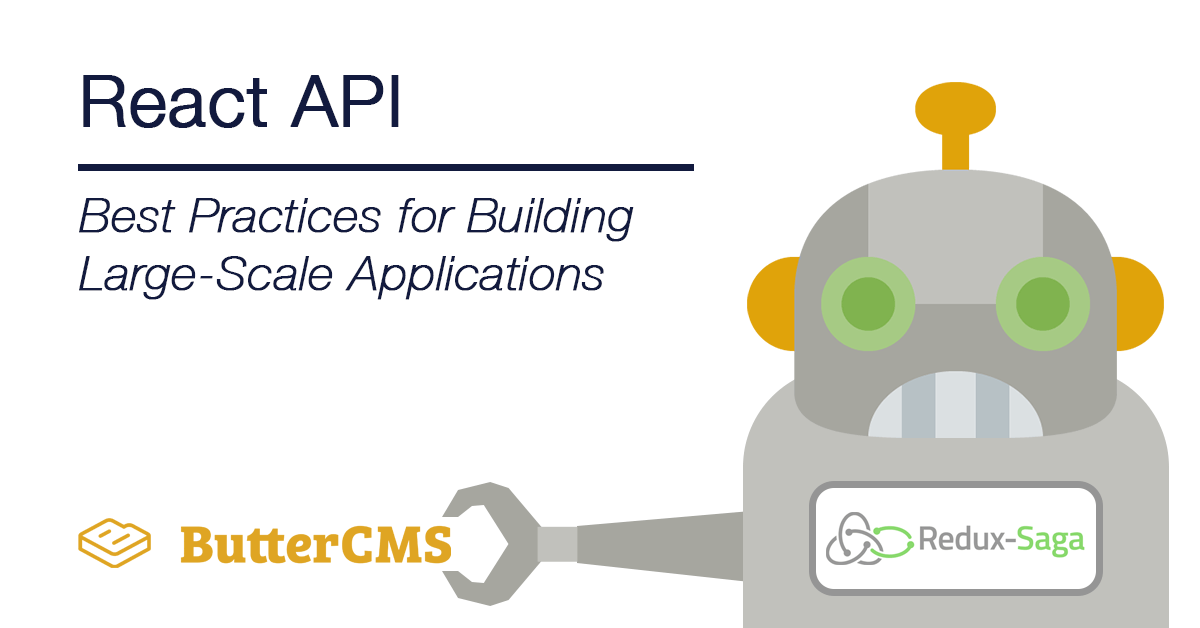 React API
Best Practices for Building
Large-Scale Applications
ButterCMS
Redux-Saga